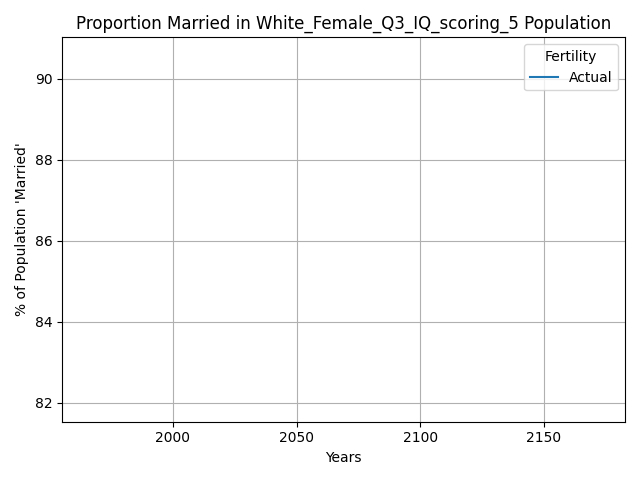 Proportion Married in White_Female_Q3_IQ_scoring_5 Population
Fertility
Actual
90
88
86
84
82
% of Population 'Married'
2000
2050
2100
2150
Years